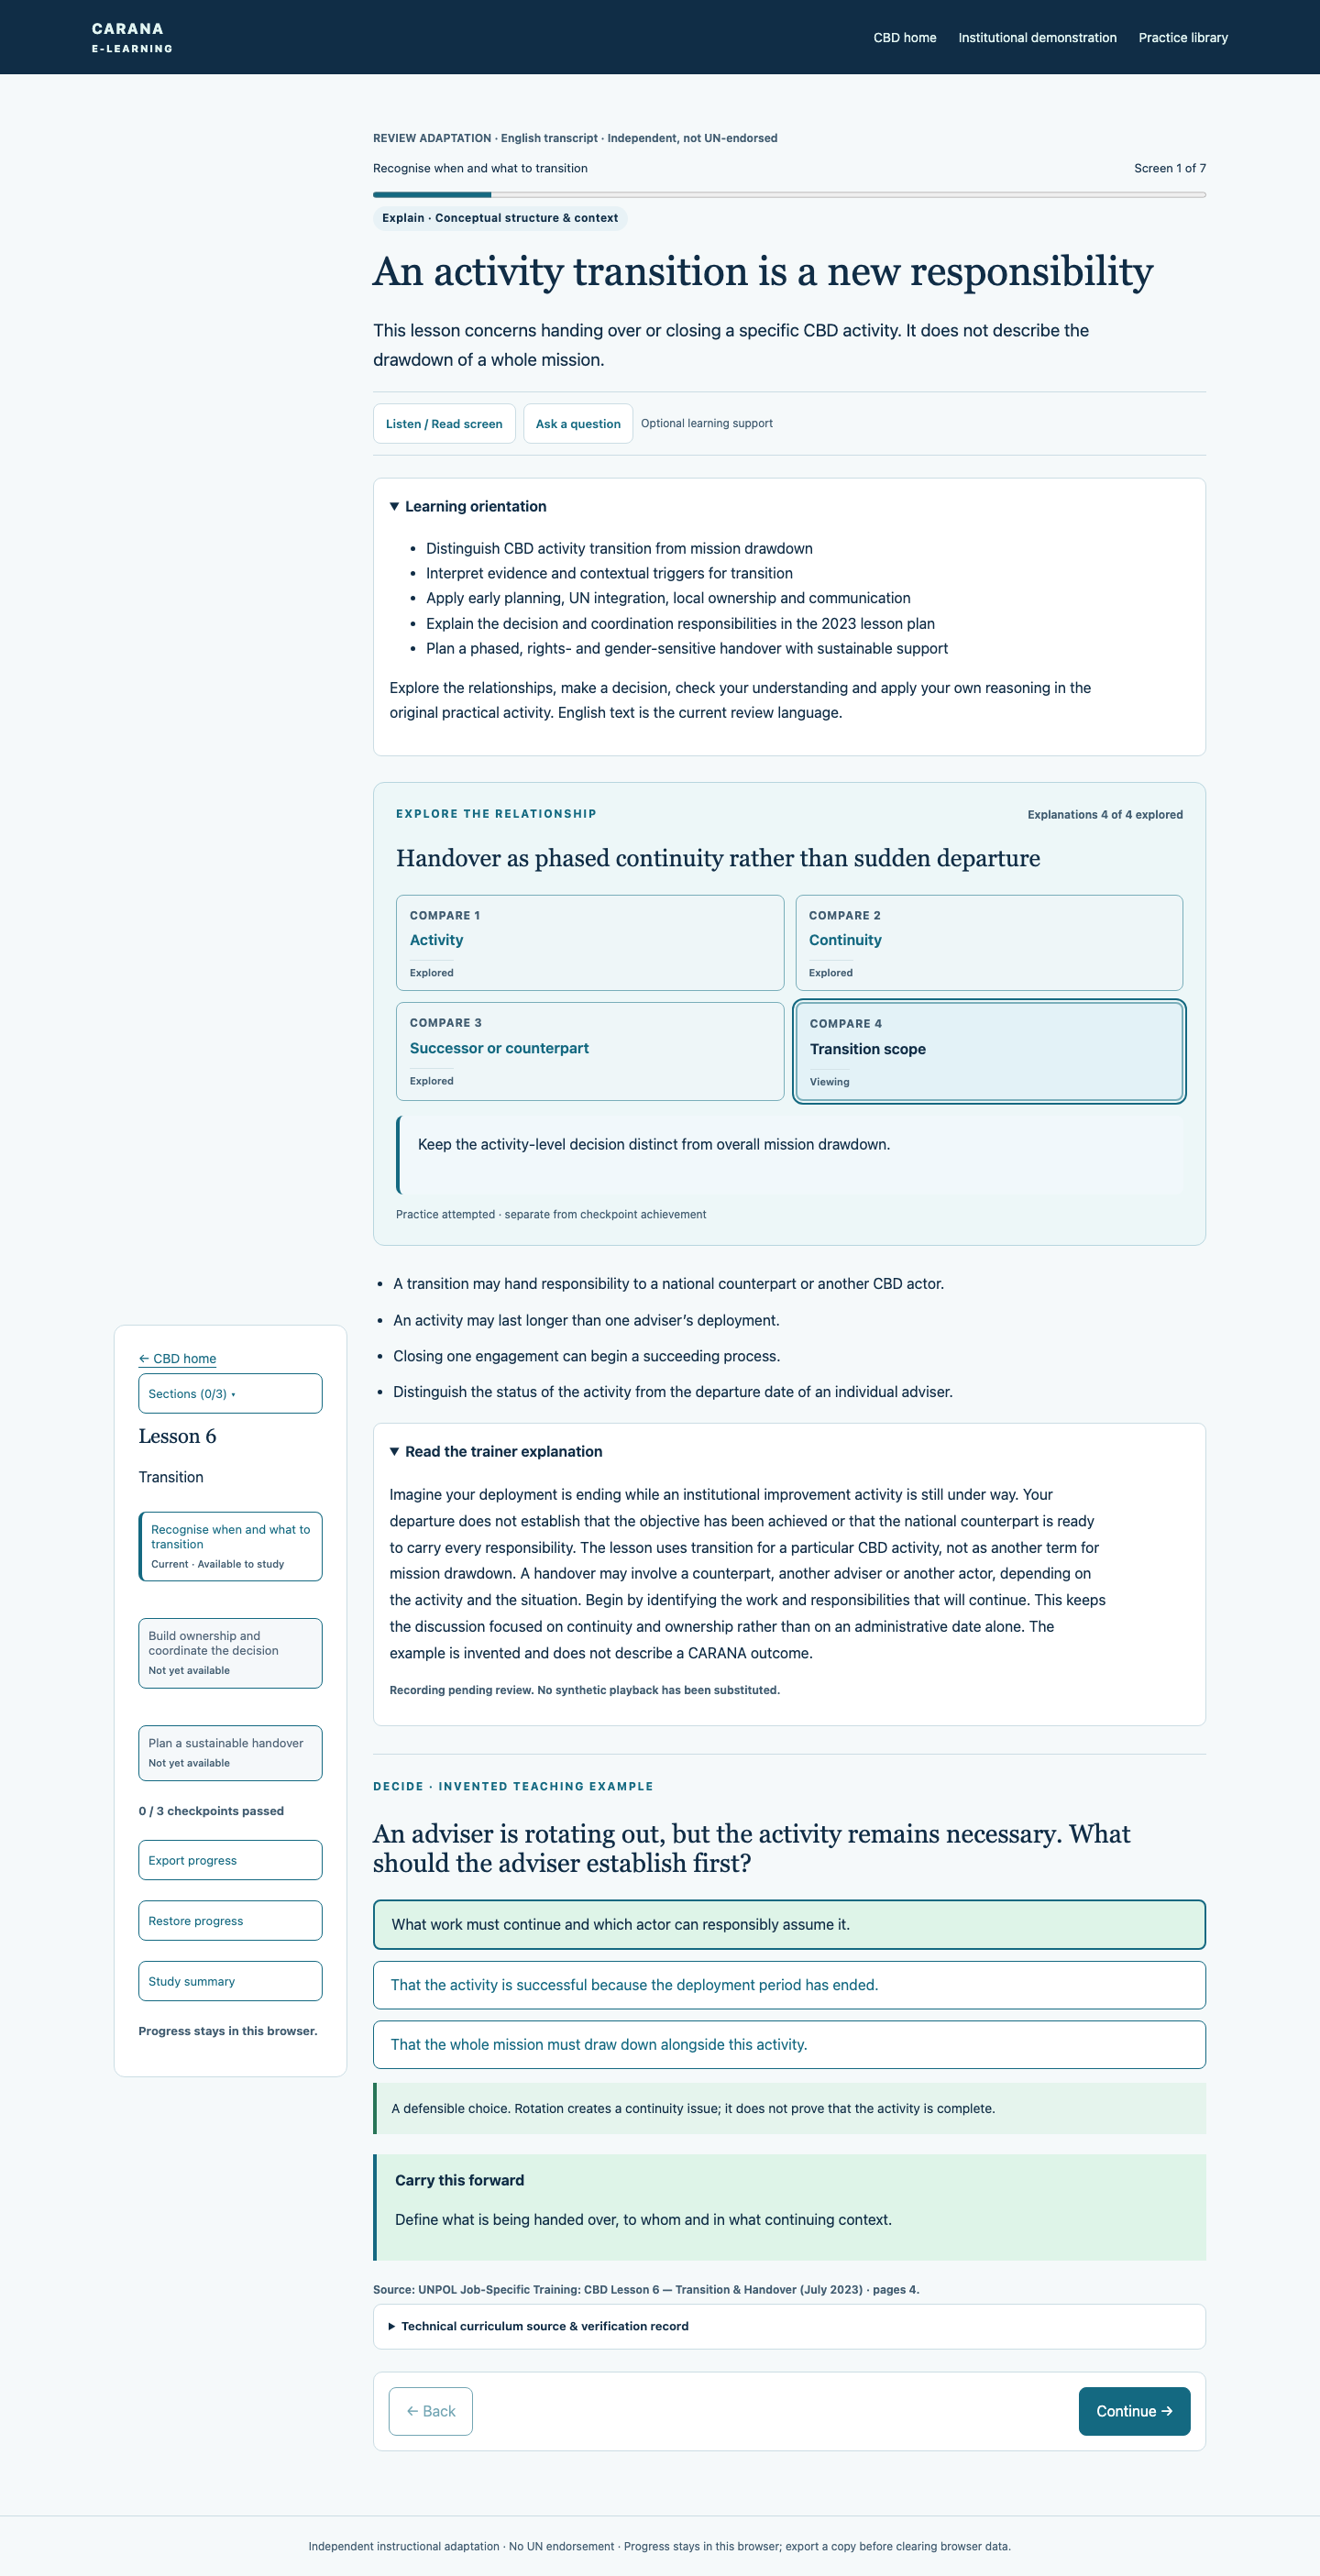 CARANA
E-LEARNING
CBD home
Institutional demonstration
Practice library
REVIEW ADAPTATION · English transcript · Independent, not UN-endorsed
Recognise when and what to transition
Screen 1 of 7
Explain · Conceptual structure & context
An activity transition is a new responsibility
This lesson concerns handing over or closing a specific CBD activity. It does not describe the
drawdown of a whole mission.
Listen / Read screen
Ask a question
Optional learning support
▼ Learning orientation
• Distinguish CBD activity transition from mission drawdown
• Interpret evidence and contextual triggers for transition
• Apply early planning, UN integration, local ownership and communication
• Explain the decision and coordination responsibilities in the 2023 lesson plan
• Plan a phased, rights- and gender-sensitive handover with sustainable support
Explore the relationships, make a decision, check your understanding and apply your own reasoning in the
original practical activity. English text is the current review language.
EXPLORE THE RELATIONSHIP
Explanations 4 of 4 explored
Handover as phased continuity rather than sudden departure
COMPARE 1
Activity
Explored
COMPARE 2
Continuity
Explored
COMPARE 3
Successor or counterpart
Explored
COMPARE 4
Transition scope
Viewing
Keep the activity-level decision distinct from overall mission drawdown.
Practice attempted · separate from checkpoint achievement
• A transition may hand responsibility to a national counterpart or another CBD actor.
• An activity may last longer than one adviser’s deployment.
• Closing one engagement can begin a succeeding process.
• Distinguish the status of the activity from the departure date of an individual adviser.
← CBD home
Sections (0/3) ▾
Lesson 6
Transition
Recognise when and what to
transition
Current · Available to study
Build ownership and
coordinate the decision
Not yet available
Plan a sustainable handover
Not yet available
0 / 3 checkpoints passed
Export progress
Restore progress
Study summary
Progress stays in this browser.
▼ Read the trainer explanation
Imagine your deployment is ending while an institutional improvement activity is still under way. Your
departure does not establish that the objective has been achieved or that the national counterpart is ready
to carry every responsibility. The lesson uses transition for a particular CBD activity, not as another term for
mission drawdown. A handover may involve a counterpart, another adviser or another actor, depending on
the activity and the situation. Begin by identifying the work and responsibilities that will continue. This keeps
the discussion focused on continuity and ownership rather than on an administrative date alone. The
example is invented and does not describe a CARANA outcome.
Recording pending review. No synthetic playback has been substituted.
DECIDE · INVENTED TEACHING EXAMPLE
An adviser is rotating out, but the activity remains necessary. What
should the adviser establish first?
What work must continue and which actor can responsibly assume it.
That the activity is successful because the deployment period has ended.
That the whole mission must draw down alongside this activity.
A defensible choice. Rotation creates a continuity issue; it does not prove that the activity is complete.
Carry this forward
Define what is being handed over, to whom and in what continuing context.
Source: UNPOL Job-Specific Training: CBD Lesson 6 — Transition & Handover (July 2023) · pages 4.
▶ Technical curriculum source & verification record
← Back
Continue →
Independent instructional adaptation · No UN endorsement · Progress stays in this browser; export a copy before clearing browser data.